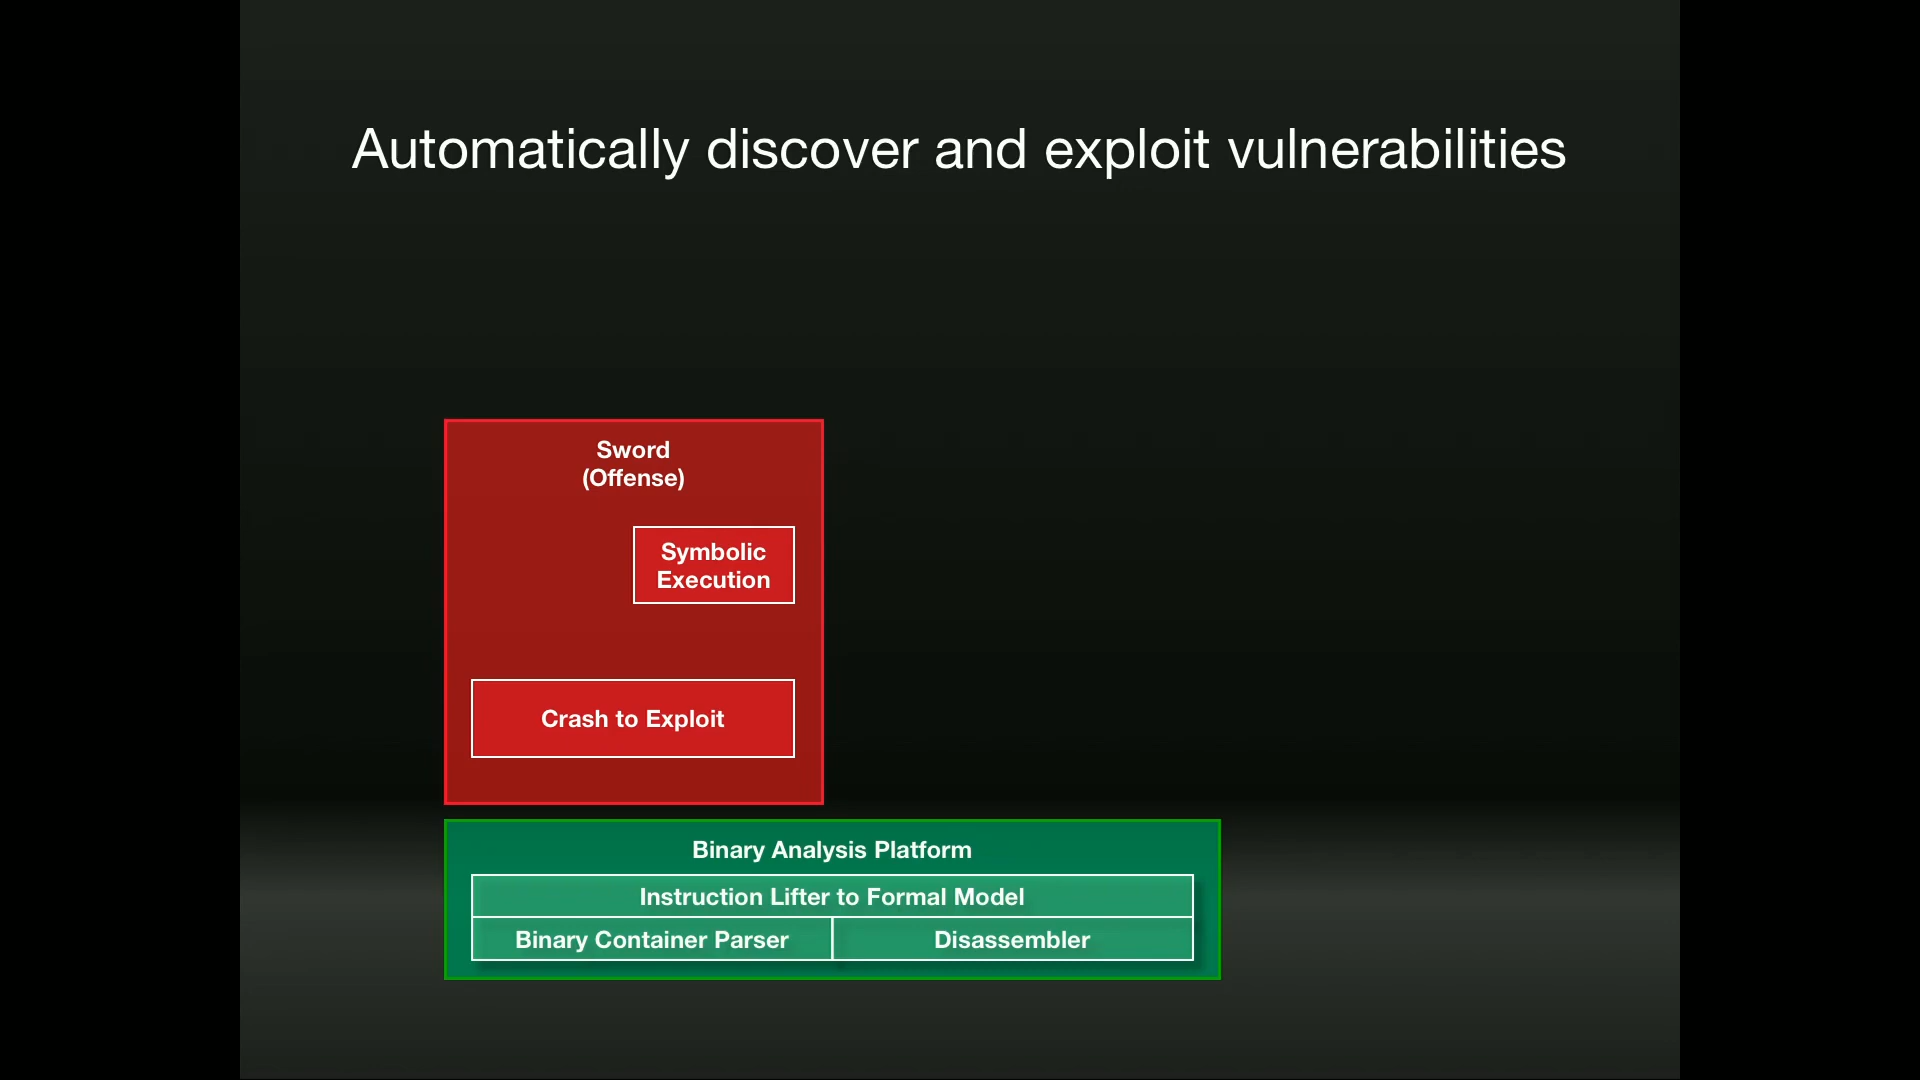 Automatically discover and exploit vulnerabilities
Sword
(Offense)
Symbolic
Execution
Crash to Exploit
Binary Analysis Platform
Instruction Lifter to Formal Model
Binary Container Parser
Disassembler